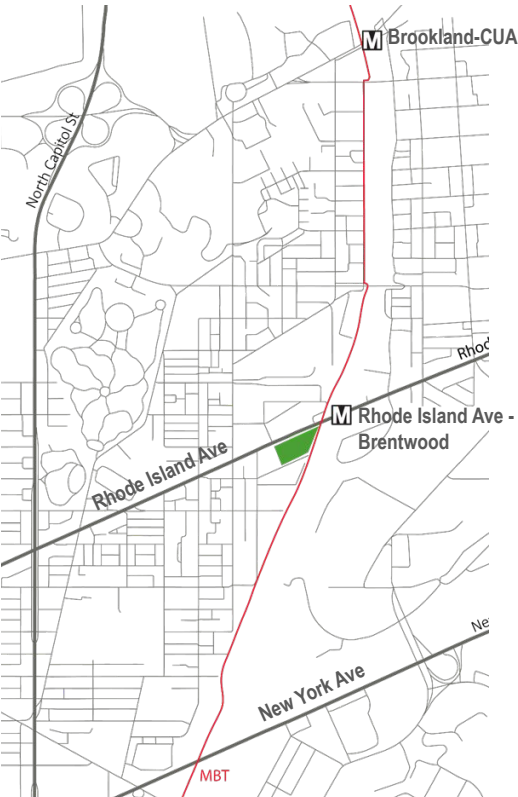 M Brookland-CUA
North Capitol St
Rhod
M Rhode Island Ave -
Brentwood
Rhode Island Ave
Ne
New York Ave
MBT